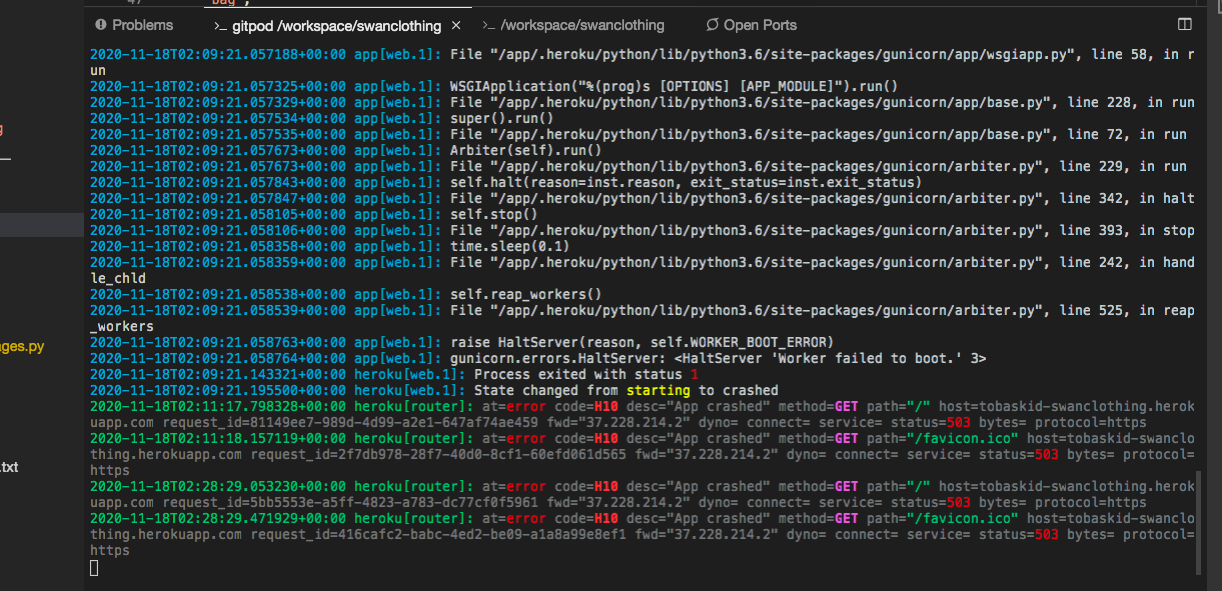 47
bag",
Problems
>_ gitpod /workspace/swanclothing ×
>_ /workspace/swanclothing
Open Ports
2020-11-18T02:09:21.057188+00:00 app[web.1]: File "/app/.heroku/python/lib/python3.6/site-packages/gunicorn/app/wsgiapp.py", line 58, in r
un
2020-11-18T02:09:21.057325+00:00 app[web.1]: WSGIApplication("%(prog)s [OPTIONS] [APP_MODULE]").run()
2020-11-18T02:09:21.057329+00:00 app[web.1]: File "/app/.heroku/python/lib/python3.6/site-packages/gunicorn/app/base.py", line 228, in run
2020-11-18T02:09:21.057534+00:00 app[web.1]: super().run()
2020-11-18T02:09:21.057535+00:00 app[web.1]: File "/app/.heroku/python/lib/python3.6/site-packages/gunicorn/app/base.py", line 72, in run
2020-11-18T02:09:21.057673+00:00 app[web.1]: Arbiter(self).run()
2020-11-18T02:09:21.057673+00:00 app[web.1]: File "/app/.heroku/python/lib/python3.6/site-packages/gunicorn/arbiter.py", line 229, in run
2020-11-18T02:09:21.057843+00:00 app[web.1]: self.halt(reason=inst.reason, exit_status=inst.exit_status)
2020-11-18T02:09:21.057847+00:00 app[web.1]: File "/app/.heroku/python/lib/python3.6/site-packages/gunicorn/arbiter.py", line 342, in halt
2020-11-18T02:09:21.058105+00:00 app[web.1]: self.stop()
2020-11-18T02:09:21.058106+00:00 app[web.1]: File "/app/.heroku/python/lib/python3.6/site-packages/gunicorn/arbiter.py", line 393, in stop
2020-11-18T02:09:21.058358+00:00 app[web.1]: time.sleep(0.1)
2020-11-18T02:09:21.058359+00:00 app[web.1]: File "/app/.heroku/python/lib/python3.6/site-packages/gunicorn/arbiter.py", line 242, in hand
le_chld
2020-11-18T02:09:21.058538+00:00 app[web.1]: self.reap_workers()
2020-11-18T02:09:21.058539+00:00 app[web.1]: File "/app/.heroku/python/lib/python3.6/site-packages/gunicorn/arbiter.py", line 525, in reap
_workers
2020-11-18T02:09:21.058763+00:00 app[web.1]: raise HaltServer(reason, self.WORKER_BOOT_ERROR)
2020-11-18T02:09:21.058764+00:00 app[web.1]: gunicorn.errors.HaltServer: <HaltServer 'Worker failed to boot.' 3>
2020-11-18T02:09:21.143321+00:00 heroku[web.1]: Process exited with status 1
2020-11-18T02:09:21.195500+00:00 heroku[web.1]: State changed from starting to crashed
2020-11-18T02:11:17.798328+00:00 heroku[router]: at=error code=H10 desc="App crashed" method=GET path="/" host=tobaskid-swanclothing.herok
uapp.com request_id=81149ee7-989d-4d99-a2e1-647af74ae459 fwd="37.228.214.2" dyno= connect= service= status=503 bytes= protocol=https
2020-11-18T02:11:18.157119+00:00 heroku[router]: at=error code=H10 desc="App crashed" method=GET path="/favicon.ico" host=tobaskid-swanclo
thing.herokuapp.com request_id=2f7db978-28f7-40d0-8cf1-60efd061d565 fwd="37.228.214.2" dyno= connect= service= status=503 bytes= protocol=
https
2020-11-18T02:28:29.053230+00:00 heroku[router]: at=error code=H10 desc="App crashed" method=GET path="/" host=tobaskid-swanclothing.herok
uapp.com request_id=5bb5553e-a5ff-4823-a783-dc77cf0f5961 fwd="37.228.214.2" dyno= connect= service= status=503 bytes= protocol=https
2020-11-18T02:28:29.471929+00:00 heroku[router]: at=error code=H10 desc="App crashed" method=GET path="/favicon.ico" host=tobaskid-swanclo
thing.herokuapp.com request_id=416cafc2-babc-4ed2-be09-a1a8a99e8ef1 fwd="37.228.214.2" dyno= connect= service= status=503 bytes= protocol=
https
g
ges.py
.txt